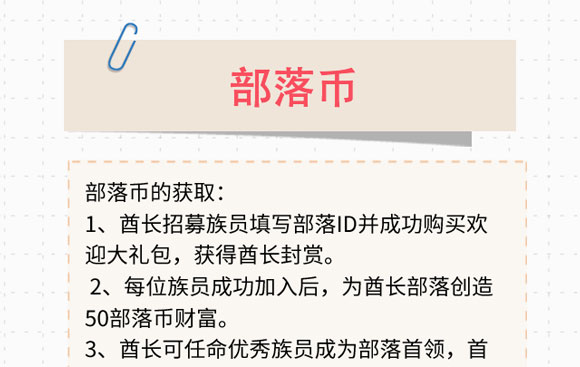 部落币
部落币的获取：
1、酋长招募族员填写部落ID并成功购买欢
迎大礼包，获得酋长封赏。
2、每位族员成功加入后，为酋长部落创造
50部落币财富。
3、酋长可任命优秀族员成为部落首领，首